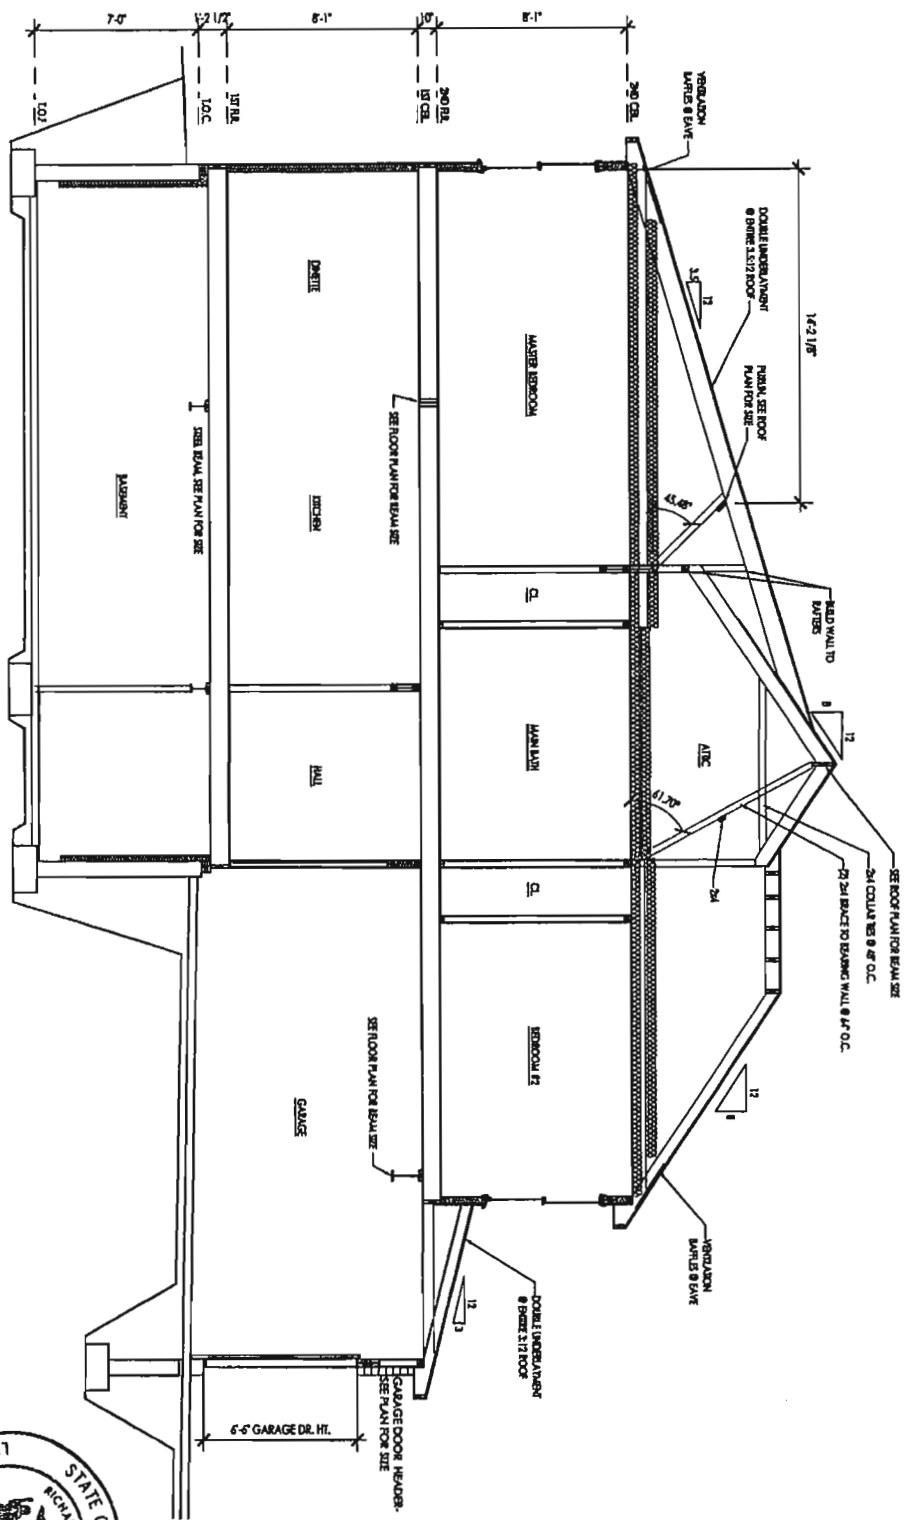 7'-0"
1'-2 1/2"
8'-1"
10"
8'-1"
T.O.F.
T.O.C.
1ST FLR.
1ST CEIL.
2ND FLR.
2ND CEIL.
VENTILATION
BAFFLES @ EAVE
DOUBLE UNDERLAYMENT
@ ENTIRE 3.5:12 ROOF
3.5
12
14'-2 1/8"
PURLIN, SEE ROOF
PLAN FOR SIZE
45.48°
BUILD WALL TO
RAFTERS
8
12
ATTIC
61.70°
2x4
SEE ROOF PLAN FOR BEAM SIZE
2x4 COLLAR TIES @ 48" O.C.
(2) 2x4 BRACE TO BEARING WALL @ 64" O.C.
12
8
VENTILATION
BAFFLES @ EAVE
MASTER BEDROOM
CL
MAIN BATH
CL
BEDROOM #2
DINETTE
KITCHEN
SEE FLOOR PLAN FOR BEAM SIZE
HALL
SEE FLOOR PLAN FOR BEAM SIZE
GARAGE
BASEMENT
STEEL BEAM, SEE PLAN FOR SIZE
DOUBLE UNDERLAYMENT
@ ENTIRE 3:12 ROOF
12
3
GARAGE DOOR HEADER-
SEE PLAN FOR SIZE
6'-6" GARAGE DR. HT.
STATE